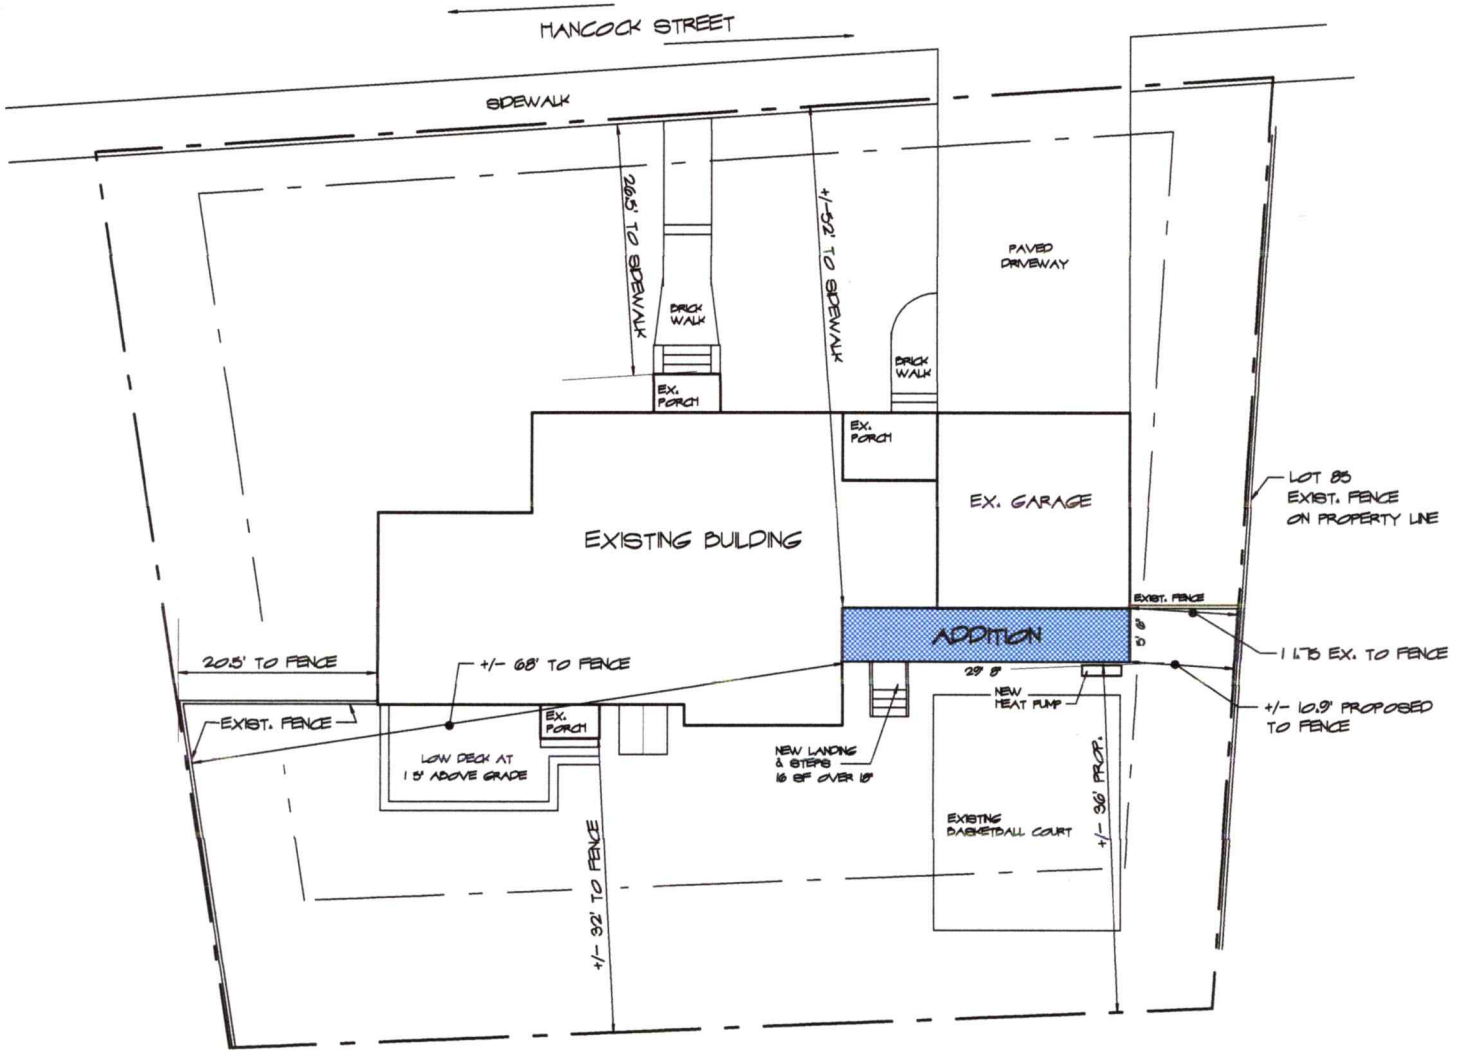 HANCOCK STREET
SIDEWALK
26.5' TO SIDEWALK
+/-52' TO SIDEWALK
PAVED
DRIVEWAY
BRICK
WALK
BRICK
WALK
EX.
PORCH
EX.
PORCH
LOT 85
EXIST. FENCE
ON PROPERTY LINE
EX. GARAGE
EXISTING BUILDING
EXIST. FENCE
ADDITION
20.5' TO FENCE
+/- 68' TO FENCE
29' 8"
11.75 EX. TO FENCE
NEW
HEAT PUMP
+/- 10.9' PROPOSED
TO FENCE
EXIST. FENCE
EX.
PORCH
LOW DECK AT
15" ABOVE GRADE
NEW LANDING
& STEPS
16 SF OVER 18"
+/- 36' PROP.
EXISTING
BASKETBALL COURT
+/- 32' TO FENCE